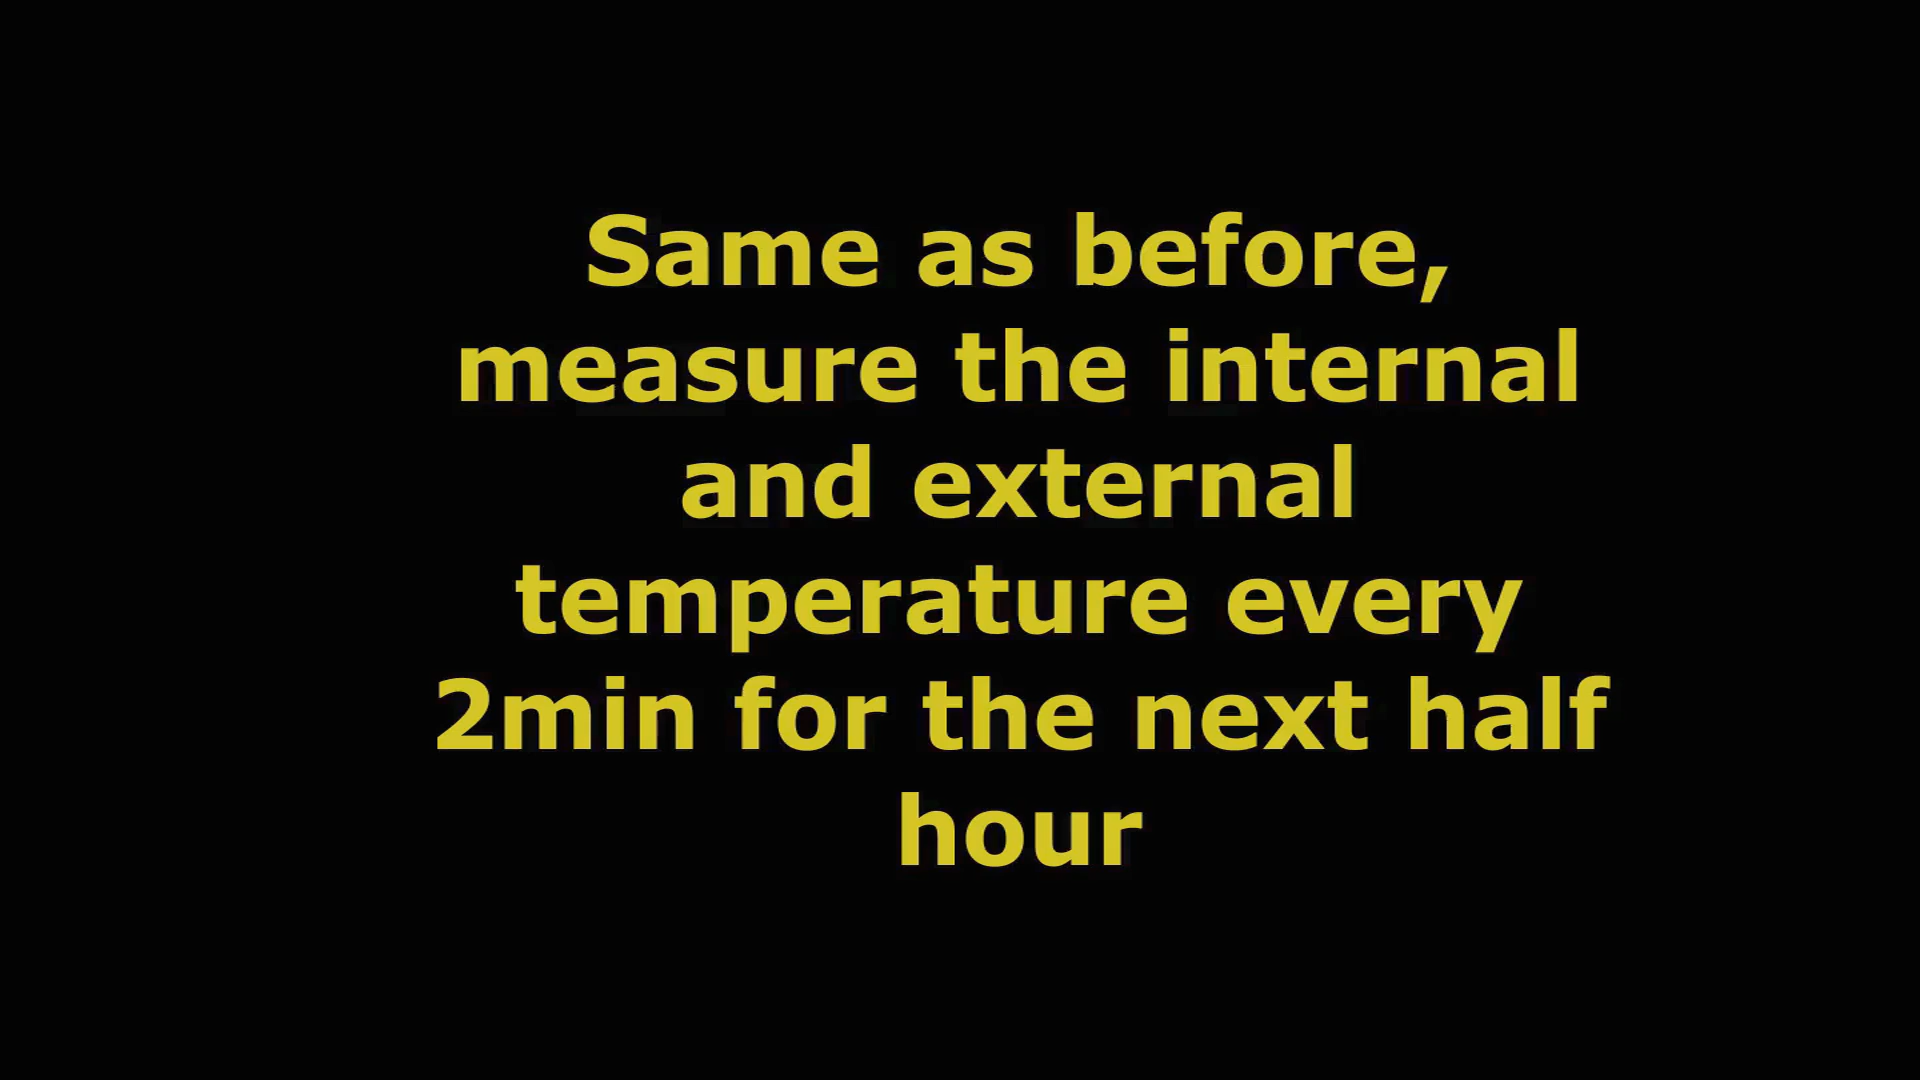 Same as before,
measure the internal
and external
temperature every
2min for the next half
hour